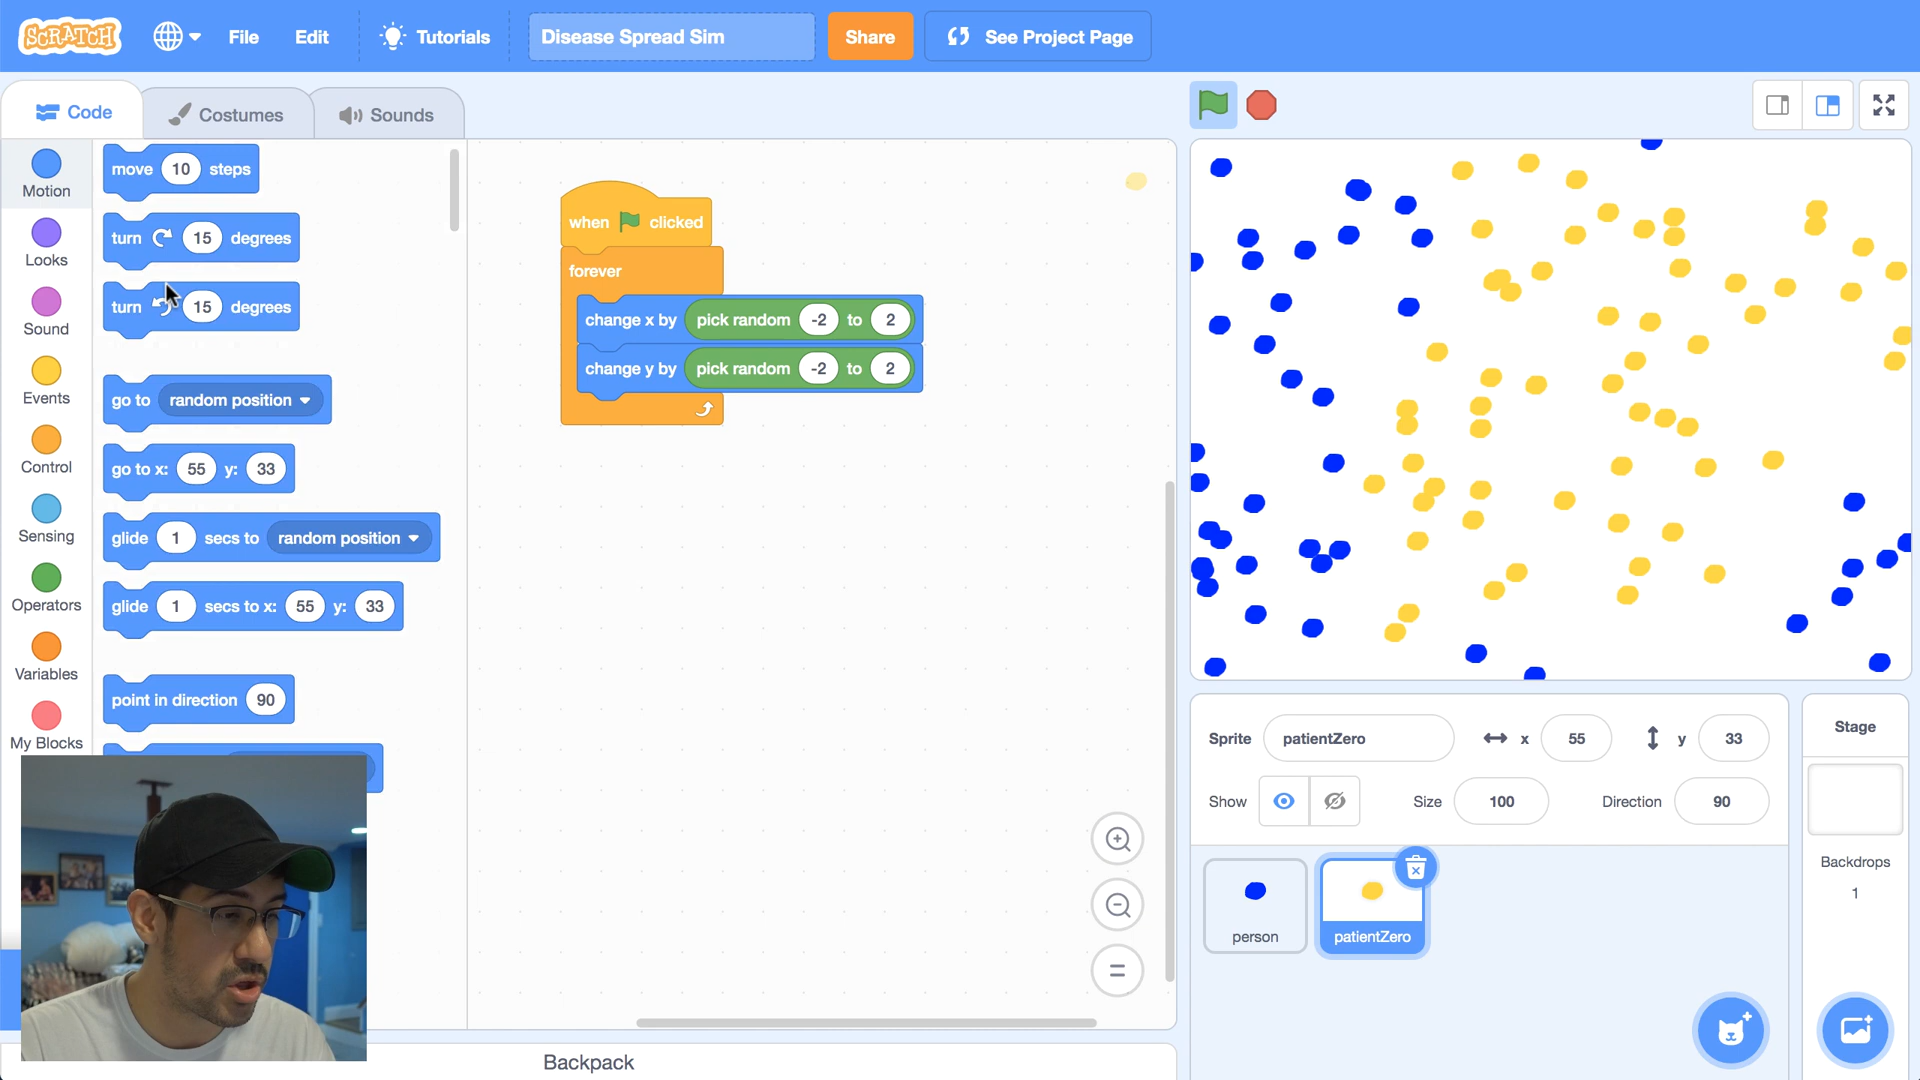 SCRATCH
File
Edit
Tutorials
Disease Spread Sim
Share
See Project Page
Code
Costumes
Sounds
Motion
Looks
Sound
Events
Control
Sensing
Operators
Variables
My Blocks
move 10 steps
turn 15 degrees
turn 15 degrees
go to random position
go to x: 55 y: 33
glide 1 secs to random position
glide 1 secs to x: 55 y: 33
point in direction 90
when clicked
forever
change x by pick random -2 to 2
change y by pick random -2 to 2
Backpack
Sprite patientZero x 55 y 33
Show Size 100 Direction 90
person
patientZero
Stage
Backdrops
1